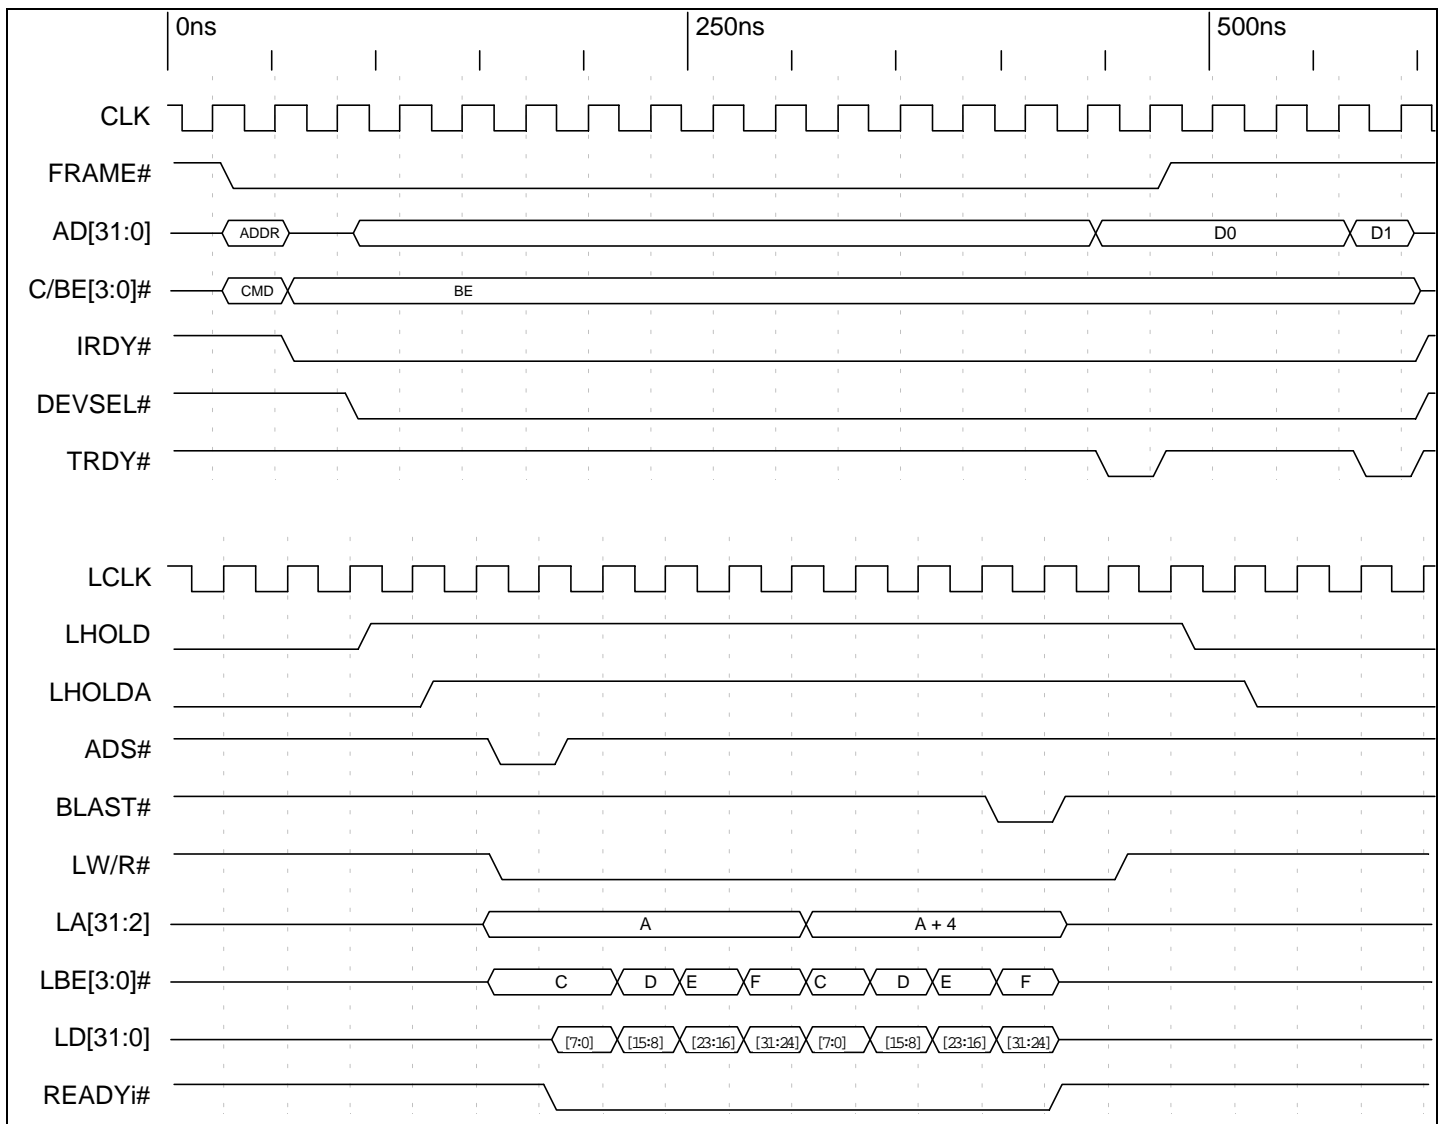 0ns 250ns 500ns
CLK
FRAME#
AD[31:0] ADDR D0 D1
C/BE[3:0]# CMD BE
IRDY#
DEVSEL#
TRDY#
LCLK
LHOLD
LHOLDA
ADS#
BLAST#
LW/R#
LA[31:2] A A + 4
LBE[3:0]# C D E F C D E F
LD[31:0] [7:0] [15:8] [23:16] [31:24] [7:0] [15:8] [23:16] [31:24]
READYi#